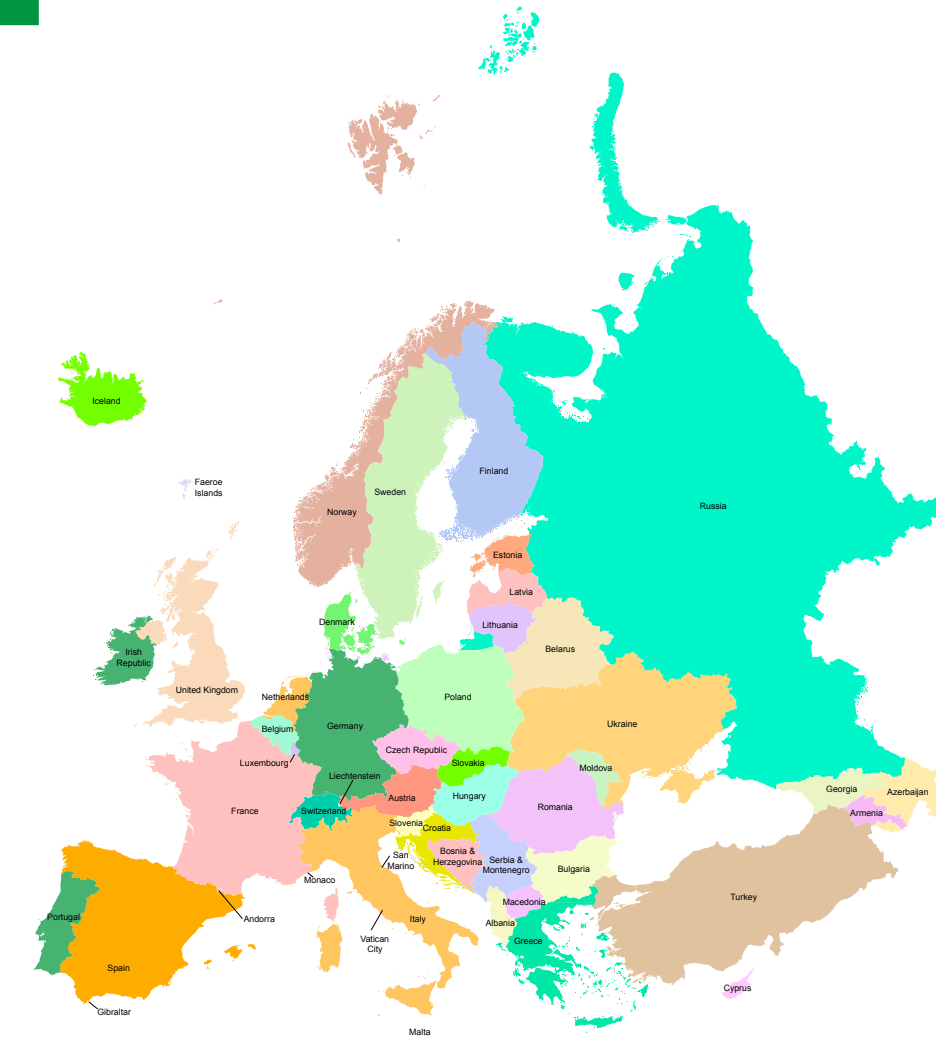 Iceland
Faeroe
Islands
Finland
Sweden
Norway
Russia
Estonia
Latvia
Denmark
Lithuania
Irish
Republic
Belarus
United Kingdom
Netherlands
Poland
Belgium
Germany
Ukraine
Czech Republic
Luxembourg
Slovakia
Liechtenstein
Moldova
Georgia
Azerbaijan
Austria
Hungary
France
Switzerland
Romania
Armenia
Slovenia
Croatia
San
Marino
Bosnia &
Herzegovina
Serbia &
Montenegro
Bulgaria
Monaco
Turkey
Macedonia
Portugal
Andorra
Italy
Albania
Vatican
City
Greece
Spain
Cyprus
Gibraltar
Malta